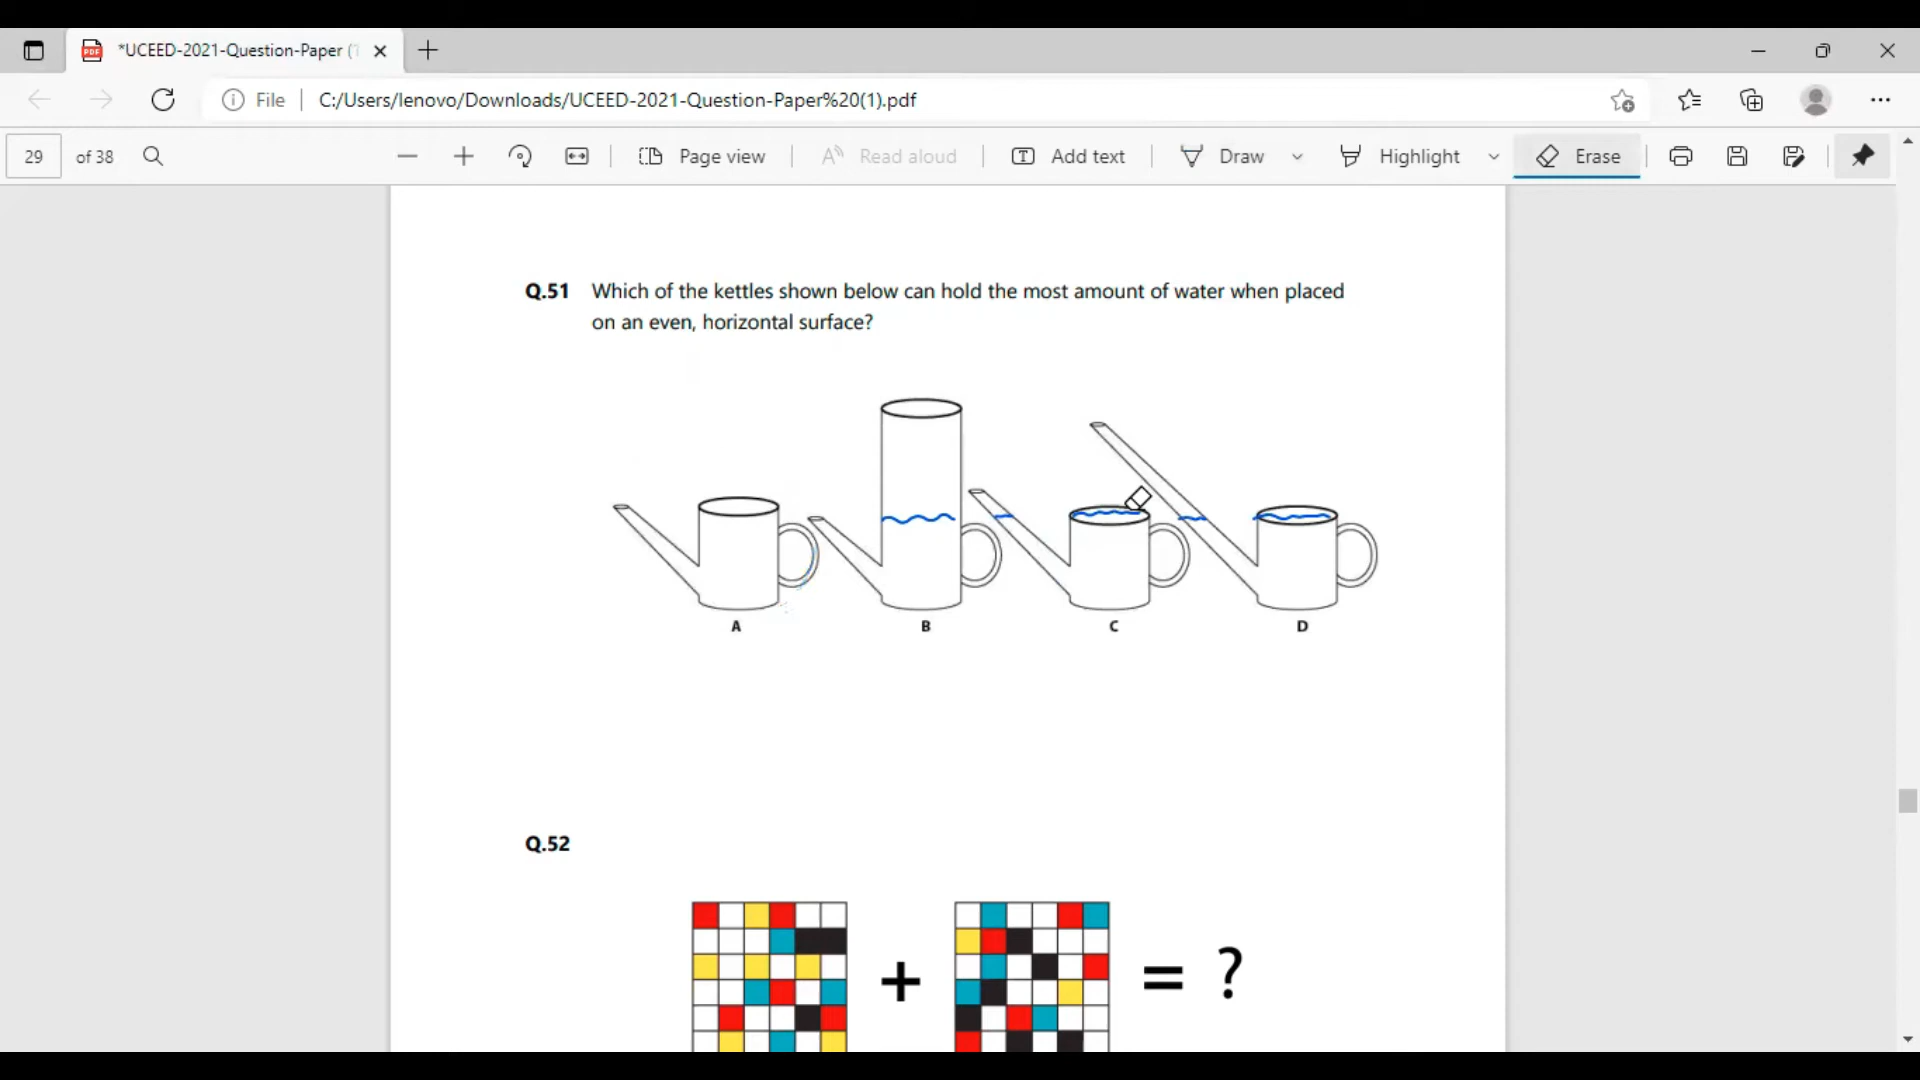 *UCEED-2021-Question-Paper (1
File C:/Users/lenovo/Downloads/UCEED-2021-Question-Paper%20(1).pdf
29 of 38 Page view Read aloud Add text Draw Highlight Erase
Q.51 Which of the kettles shown below can hold the most amount of water when placed
on an even, horizontal surface?
A B C D
Q.52
+ = ?